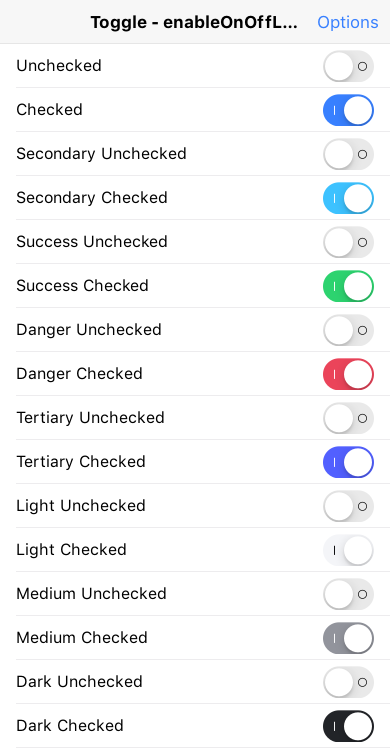 Toggle - enableOnOffL... Options
Unchecked
Checked
Secondary Unchecked
Secondary Checked
Success Unchecked
Success Checked
Danger Unchecked
Danger Checked
Tertiary Unchecked
Tertiary Checked
Light Unchecked
Light Checked
Medium Unchecked
Medium Checked
Dark Unchecked
Dark Checked